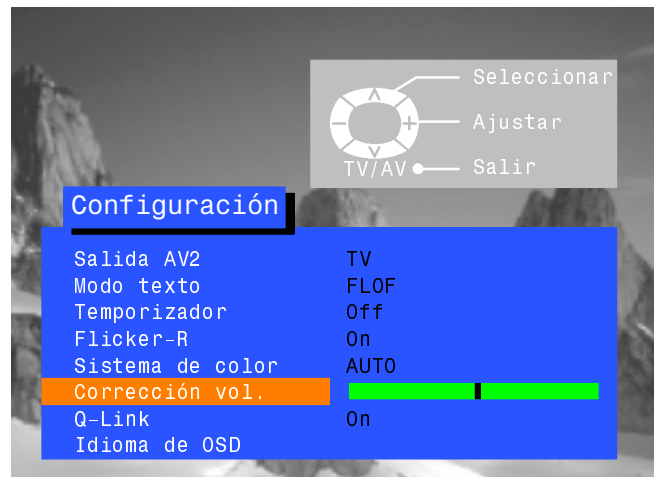 Seleccionar
Ajustar
TV/AV Salir
Configuración
Salida AV2 TV
Modo texto FLOF
Temporizador Off
Flicker-R On
Sistema de color AUTO
Corrección vol.
Q-Link On
Idioma de OSD